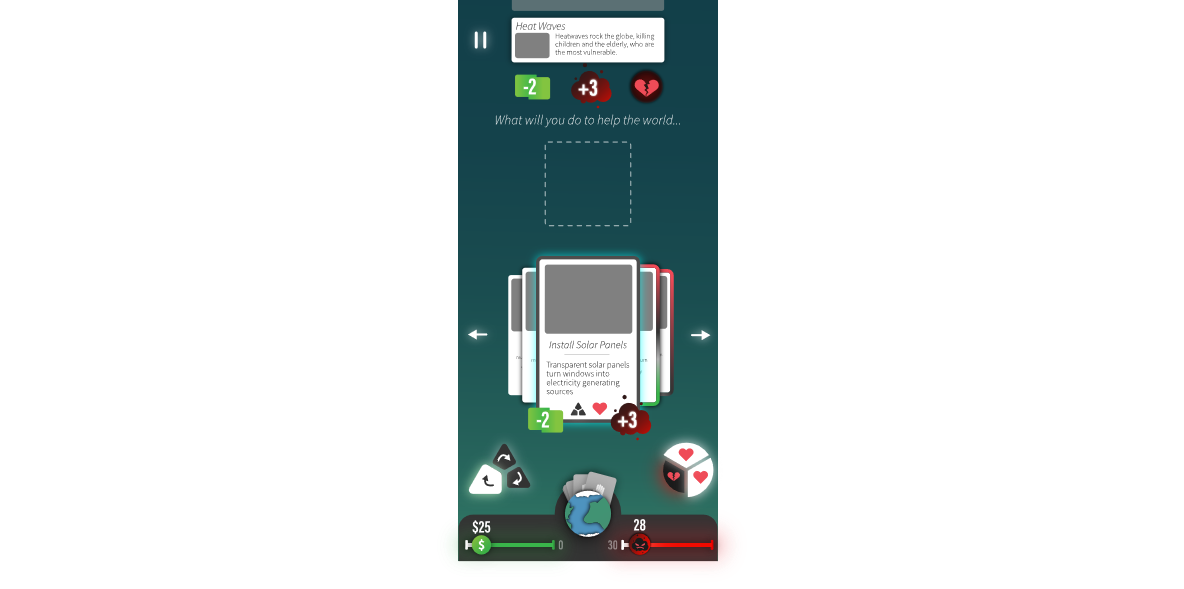 Heat Waves
Heatwaves rock the globe, killing
children and the elderly, who are
the most vulnerable.
-2
+3
What will you do to help the world...
Install Solar Panels
Transparent solar panels
turn windows into
electricity generating
sources.
-2
+3
$25
28
$
0
30